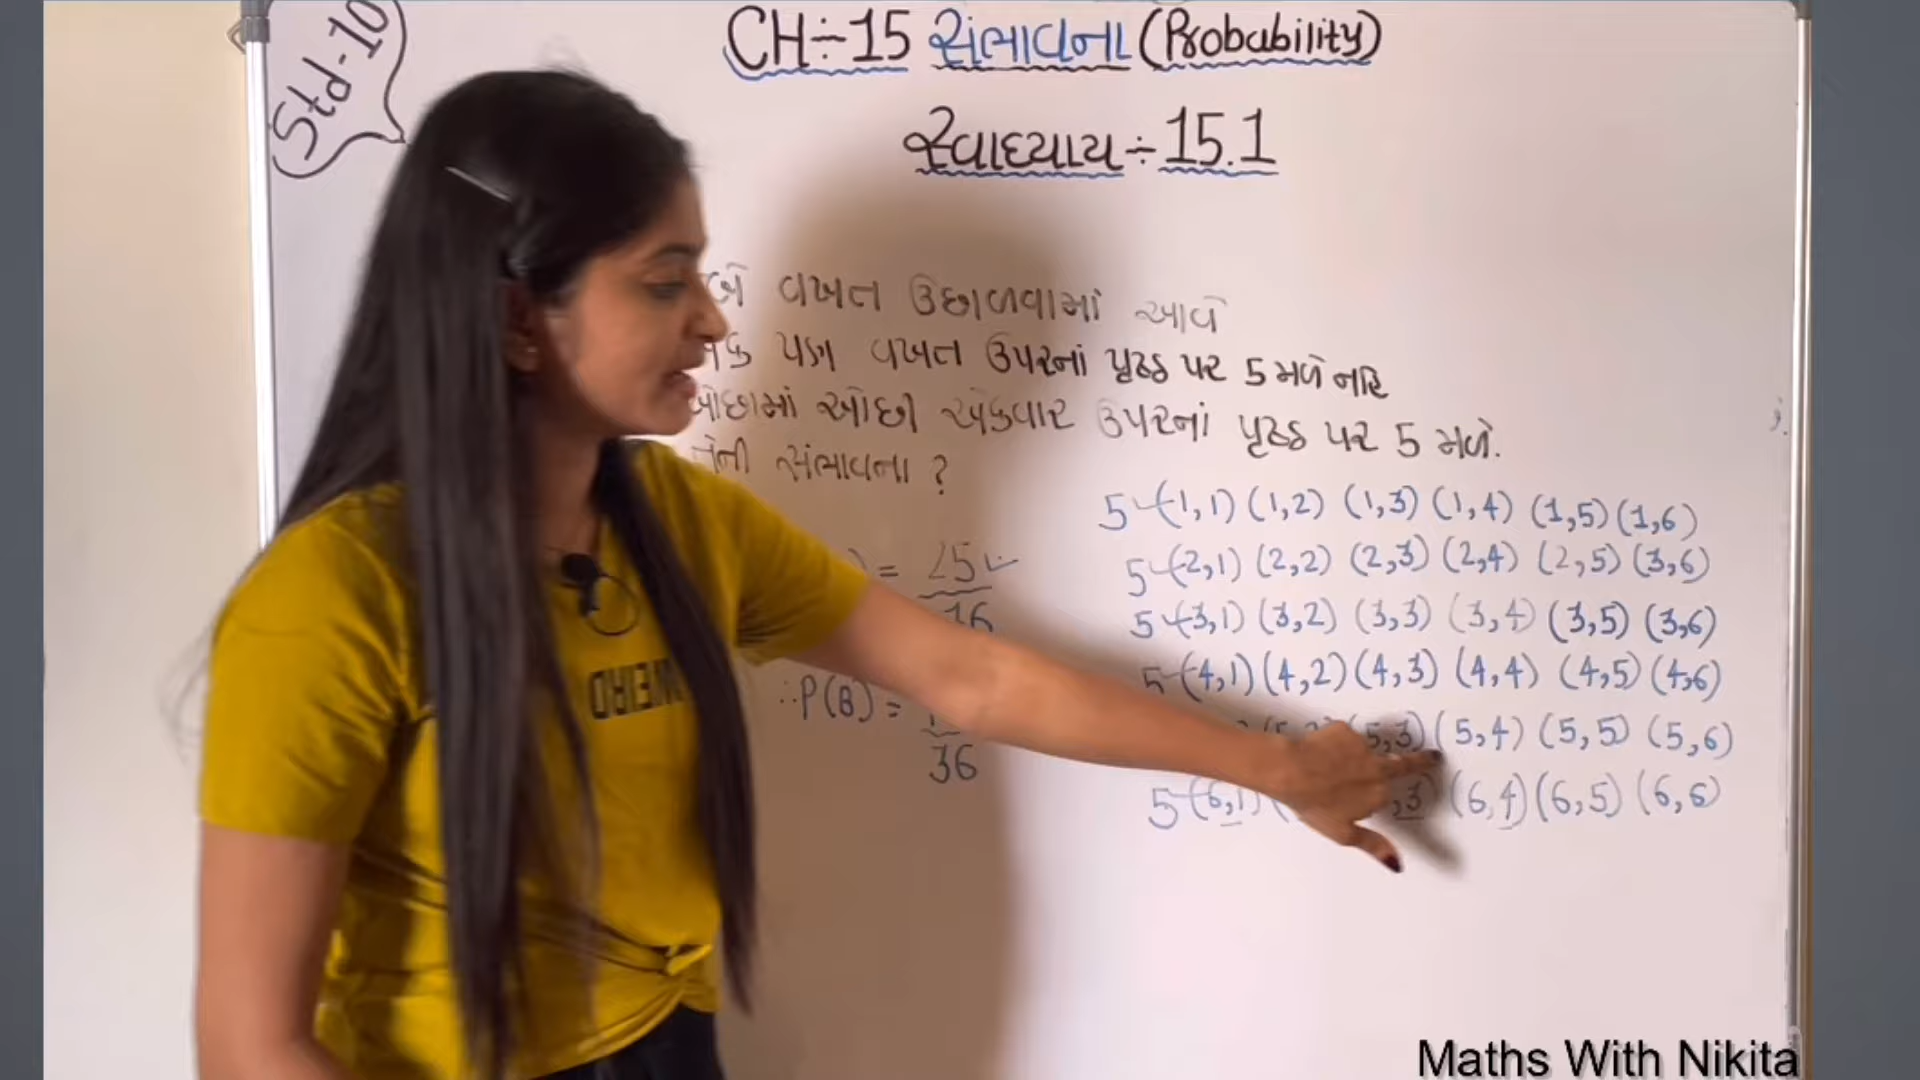 Std-10
CH÷15 સંભાવના (Probability)
સ્વાધ્યાય÷15.1
બે વખત ઉછાળવામાં આવે
પણ વખત ઉપરનાં પૃષ્ઠ પર 5 મળે નહિ
ઓછામાં ઓછી એકવાર ઉપરનાં પૃષ્ઠ પર 5 મળે.
તેની સંભાવના ?
= 25
36
∴P(B) =
36
5 (1,1) (1,2) (1,3) (1,4) (1,5) (1,6)
5 (2,1) (2,2) (2,3) (2,4) (2,5) (3,6)
5 (3,1) (3,2) (3,3) (3,4) (3,5) (3,6)
5 (4,1) (4,2) (4,3) (4,4) (4,5) (4,6)
(5,3) (5,4) (5,5) (5,6)
5 (6,1) ,3) (6,4) (6,5) (6,6)
WEIRD
Maths With Nikita